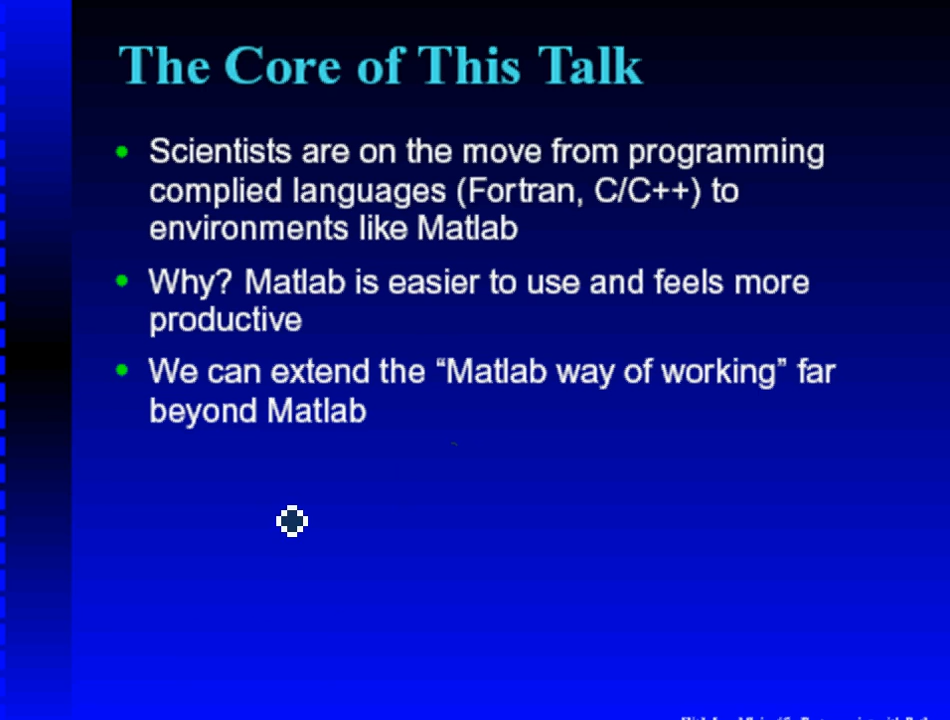 The Core of This Talk
• Scientists are on the move from programming
complied languages (Fortran, C/C++) to
environments like Matlab
• Why? Matlab is easier to use and feels more
productive
• We can extend the “Matlab way of working” far
beyond Matlab